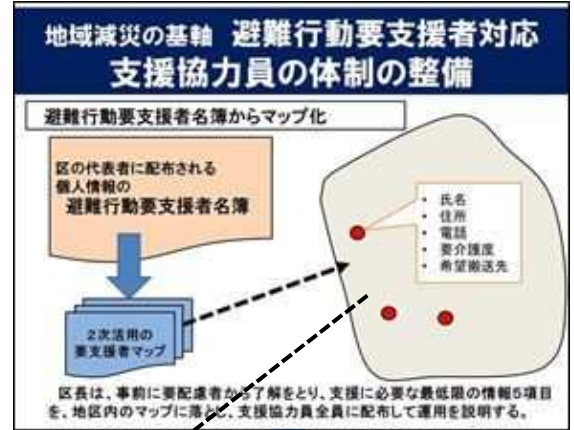 地域減災の基軸 避難行動要支援者対応
支援協力員の体制の整備
避難行動要支援者名簿からマップ化
区の代表者に配布される
個人情報の
避難行動要支援者名簿
・ 氏名
・ 住所
・ 電話
・ 要介護度
・ 希望搬送先
2次活用の
要支援者マップ
区長は、事前に要配慮者から了解をとり、支援に必要な最低限の情報5項目
を、地区内のマップに落とし、支援協力員全員に配布して運用を説明する。